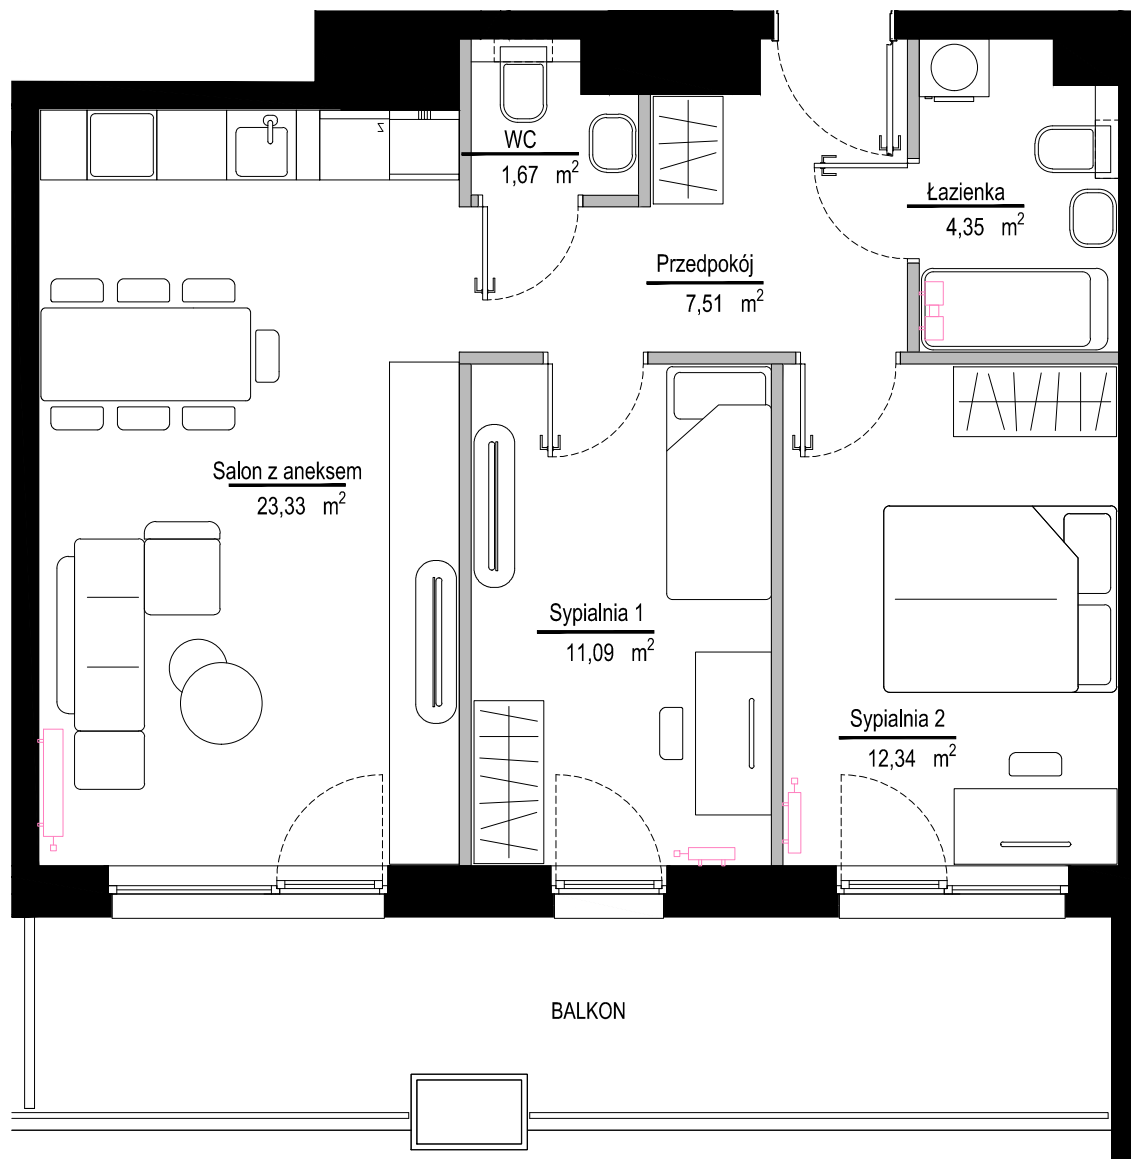 WC
1,67 m²
Łazienka
4,35 m²
Przedpokój
7,51 m²
Salon z aneksem
23,33 m²
Sypialnia 1
11,09 m²
Sypialnia 2
12,34 m²
BALKON